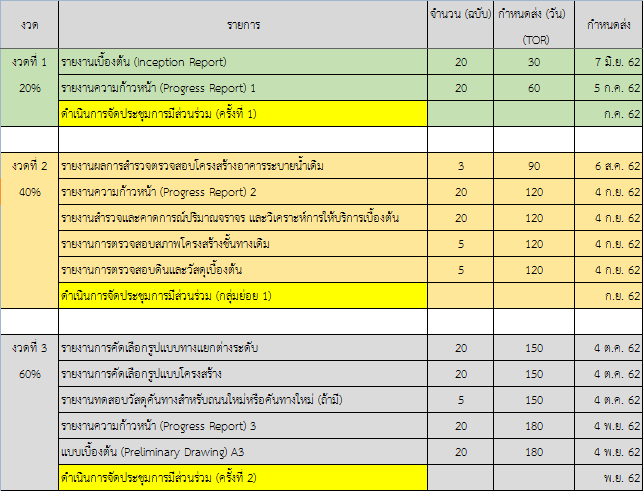 งวด รายการ จำนวน (ฉบับ) กำหนดส่ง (วัน) (TOR) กำหนดส่ง
งวดที่ 1 รายงานเบื้องต้น (Inception Report) 20 30 7 มิ.ย. 62
20% รายงานความก้าวหน้า (Progress Report) 1 20 60 5 ก.ค. 62
ดำเนินการจัดประชุมการมีส่วนร่วม (ครั้งที่ 1) ก.ค. 62
งวดที่ 2 รายงานผลการสำรวจตรวจสอบโครงสร้างอาคารระบายน้ำเดิม 3 90 6 ส.ค. 62
40% รายงานความก้าวหน้า (Progress Report) 2 20 120 4 ก.ย. 62
รายงานสำรวจและคาดการณ์ปริมาณจราจร และวิเคราะห์การให้บริการเบื้องต้น 20 120 4 ก.ย. 62
รายงานการตรวจสอบสภาพโครงสร้างชั้นทางเดิม 5 120 4 ก.ย. 62
รายงานการตรวจสอบดินและวัสดุเบื้องต้น 5 120 4 ก.ย. 62
ดำเนินการจัดประชุมการมีส่วนร่วม (กลุ่มย่อย 1) ก.ย. 62
งวดที่ 3 รายงานการคัดเลือกรูปแบบทางแยกต่างระดับ 20 150 4 ต.ค. 62
60% รายงานการคัดเลือกรูปแบบโครงสร้าง 20 150 4 ต.ค. 62
รายงานทดสอบวัสดุคันทางสำหรับถนนใหม่หรือคันทางใหม่ (ถ้ามี) 5 150 4 ต.ค. 62
รายงานความก้าวหน้า (Progress Report) 3 20 180 4 พ.ย. 62
แบบเบื้องต้น (Preliminary Drawing) A3 20 180 4 พ.ย. 62
ดำเนินการจัดประชุมการมีส่วนร่วม (ครั้งที่ 2) พ.ย. 62